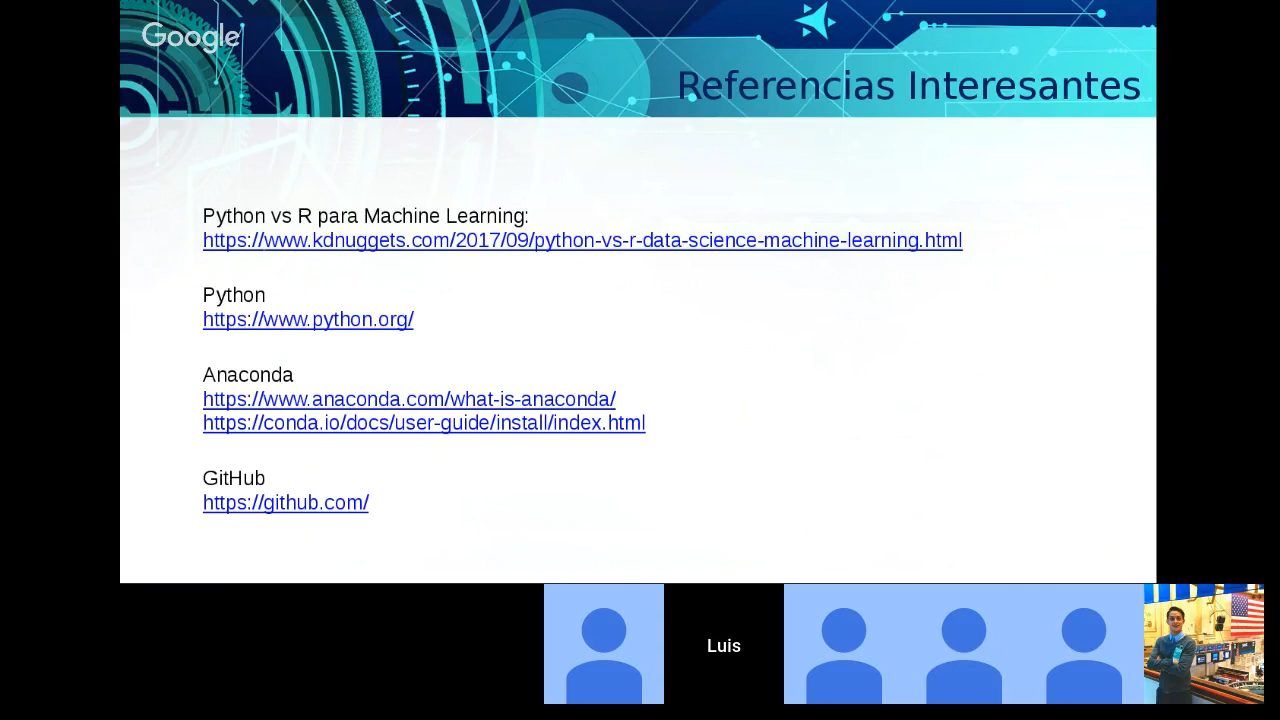 Google
Referencias Interesantes
Python vs R para Machine Learning:
https://www.kdnuggets.com/2017/09/python-vs-r-data-science-machine-learning.html
Python
https://www.python.org/
Anaconda
https://www.anaconda.com/what-is-anaconda/
https://conda.io/docs/user-guide/install/index.html
GitHub
https://github.com/
Luis